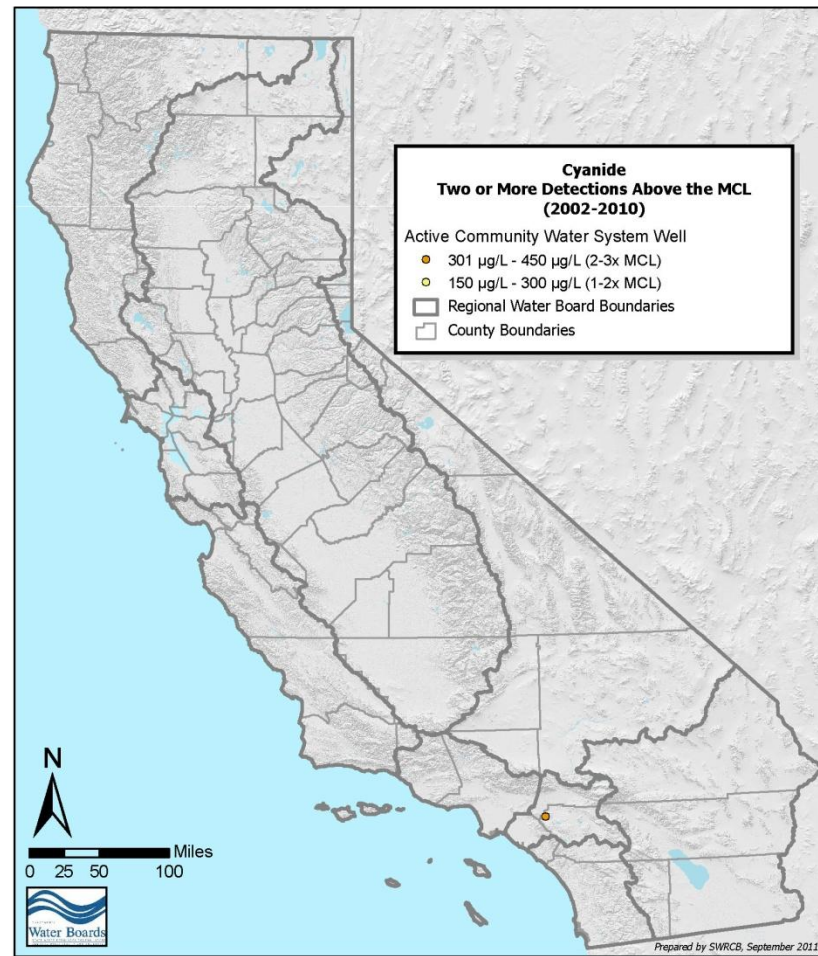 Cyanide
Two or More Detections Above the MCL
(2002-2010)
Active Community Water System Well
301 µg/L - 450 µg/L (2-3x MCL)
150 µg/L - 300 µg/L (1-2x MCL)
Regional Water Board Boundaries
County Boundaries
N
Miles
0 25 50 100
Water Boards
Prepared by SWRCB, September 2011